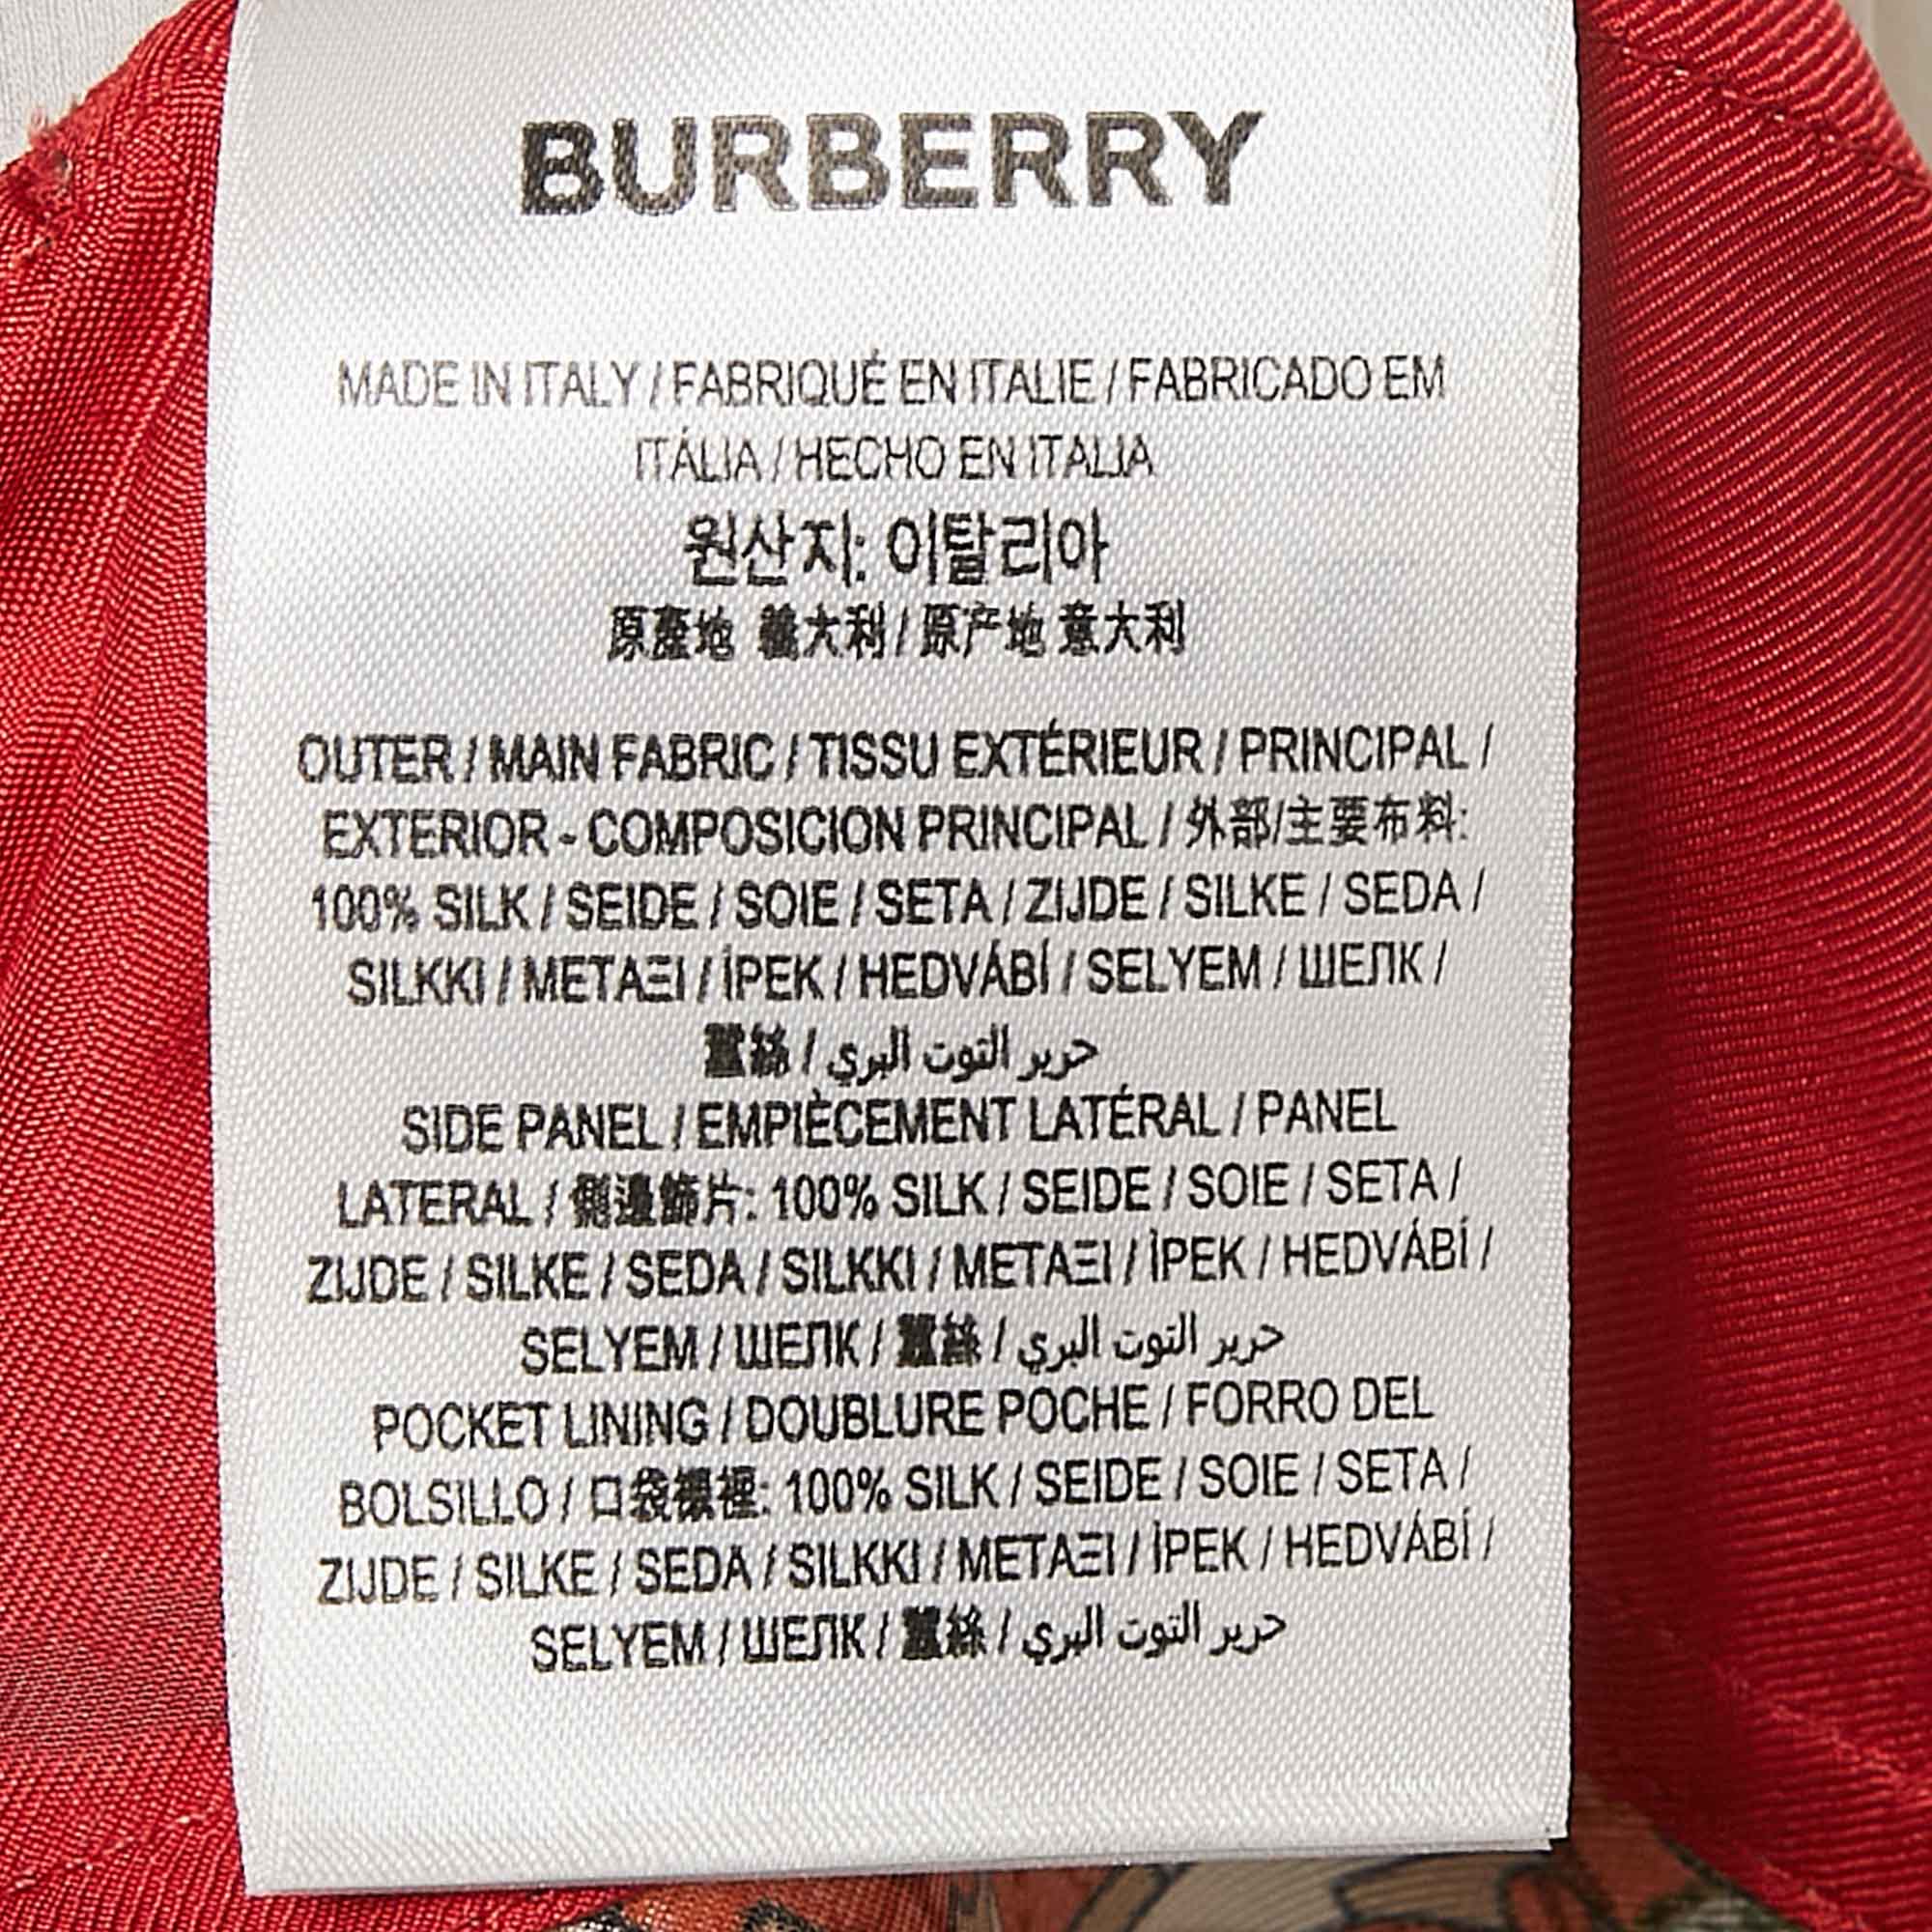 BURBERRY
MADE IN ITALY / FABRIQUÉ EN ITALIE / FABRICADO EM
ITÁLIA / HECHO EN ITALIA
원산지: 이탈리아
原產地 義大利 / 原产地 意大利
OUTER / MAIN FABRIC / TISSU EXTÉRIEUR / PRINCIPAL /
EXTERIOR - COMPOSICION PRINCIPAL / 外部/主要布料:
100% SILK / SEIDE / SOIE / SETA / ZIJDE / SILKE / SEDA /
SILKKI / ΜΕΤΑΞΙ / İPEK / HEDVÁBÍ / SELYEM / ШЕЛК /
蠶絲 / حرير التوت البري
SIDE PANEL / EMPIÈCEMENT LATÉRAL / PANEL
LATERAL / 側邊飾片: 100% SILK / SEIDE / SOIE / SETA /
ZIJDE / SILKE / SEDA / SILKKI / ΜΕΤΑΞΙ / İPEK / HEDVÁBÍ /
SELYEM / ШЕЛК / 蠶絲 / حرير التوت البري
POCKET LINING / DOUBLURE POCHE / FORRO DEL
BOLSILLO / 口袋襯裡: 100% SILK / SEIDE / SOIE / SETA /
ZIJDE / SILKE / SEDA / SILKKI / ΜΕΤΑΞΙ / İPEK / HEDVÁBÍ /
SELYEM / ШЕЛК / 蠶絲 / حرير التوت البري